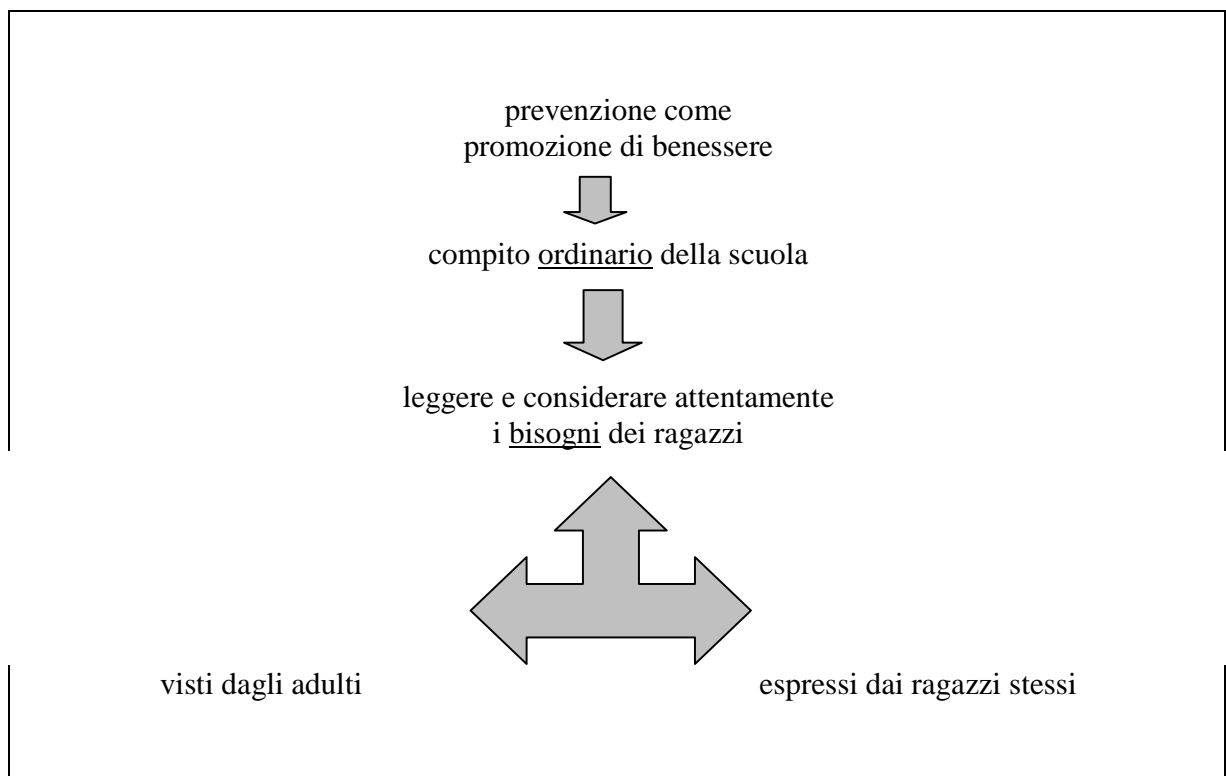 prevenzione come
promozione di benessere
compito ordinario della scuola
leggere e considerare attentamente
i bisogni dei ragazzi
visti dagli adulti
espressi dai ragazzi stessi